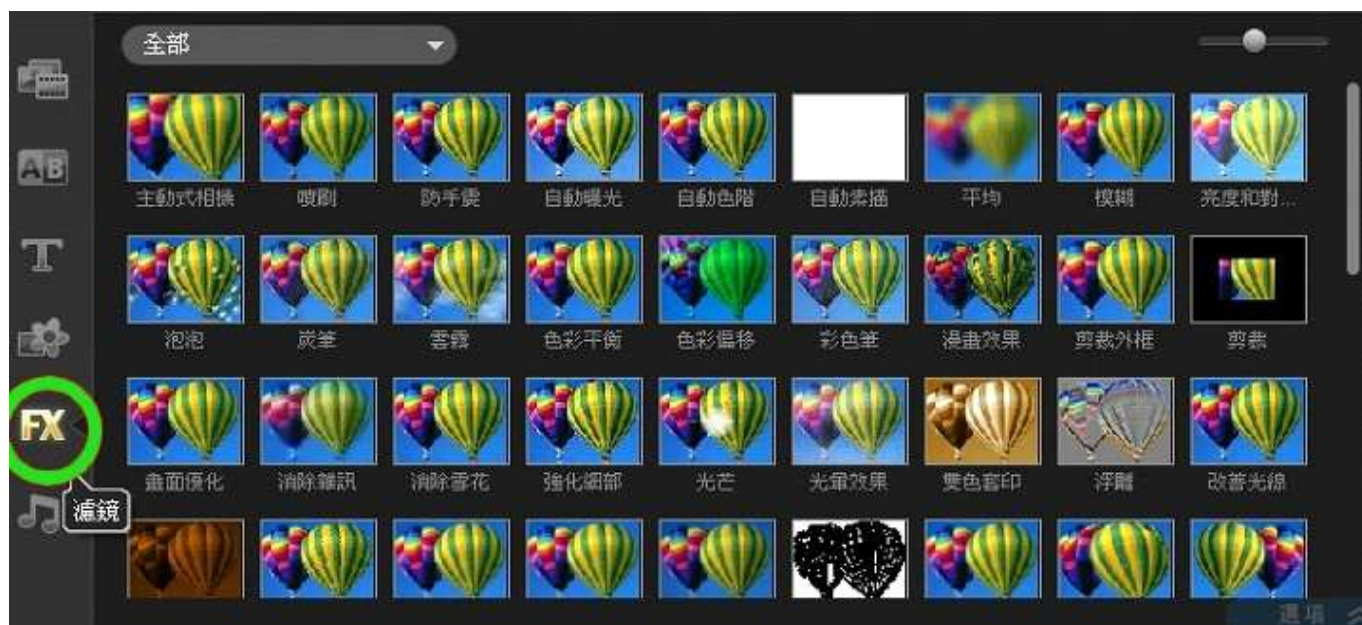 全部
AB
T
FX
濾鏡
主動式相機 噴刷 防手震 自動曝光 自動色階 自動素描 平均 模糊 亮度和對...
泡泡 炭筆 雲霧 色彩平衡 色彩偏移 彩色筆 漫畫效果 剪裁外框 剪裁
畫面優化 消除雜訊 消除雪花 強化細部 光芒 光暈效果 雙色套印 浮雕 改善光線
選項